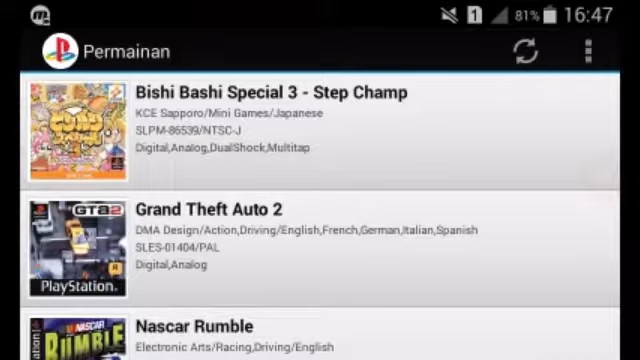 81% 16:47
Permainan
Bishi Bashi Special 3 - Step Champ
KCE Sapporo/Mini Games/Japanese
SLPM-86539/NTSC-J
Digital,Analog,DualShock,Multitap
GTA2
PlayStation.
Grand Theft Auto 2
DMA Design/Action,Driving/English,French,German,Italian,Spanish
SLES-01404/PAL
Digital,Analog
NASCAR
RUMBLE
Nascar Rumble
Electronic Arts/Racing,Driving/English